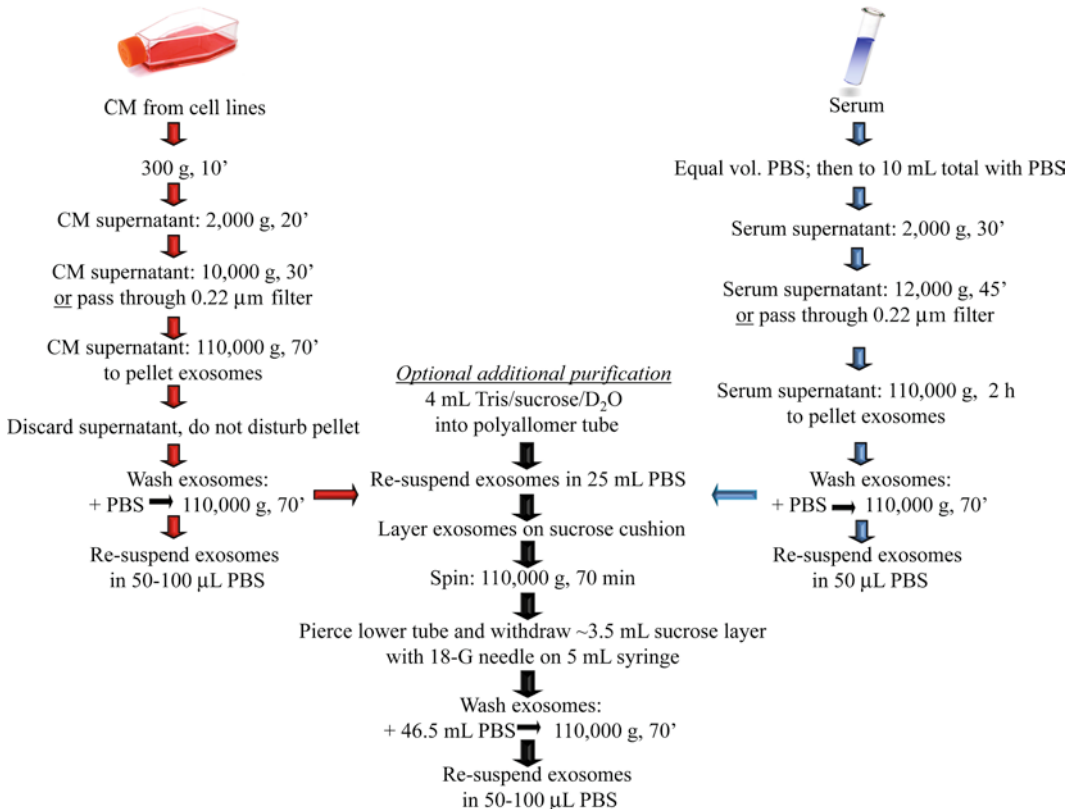 CM from cell lines
300 g, 10’
CM supernatant: 2,000 g, 20’
CM supernatant: 10,000 g, 30’
or pass through 0.22 μm filter
CM supernatant: 110,000 g, 70’
to pellet exosomes
Discard supernatant, do not disturb pellet
Wash exosomes:
+ PBS 110,000 g, 70’
Re-suspend exosomes
in 50-100 μL PBS
Optional additional purification
4 mL Tris/sucrose/D₂O
into polyallomer tube
Re-suspend exosomes in 25 mL PBS
Layer exosomes on sucrose cushion
Spin: 110,000 g, 70 min
Pierce lower tube and withdraw ~3.5 mL sucrose layer
with 18-G needle on 5 mL syringe
Wash exosomes:
+ 46.5 mL PBS 110,000 g, 70’
Re-suspend exosomes
in 50-100 μL PBS
Serum
Equal vol. PBS; then to 10 mL total with PBS
Serum supernatant: 2,000 g, 30’
Serum supernatant: 12,000 g, 45’
or pass through 0.22 μm filter
Serum supernatant: 110,000 g, 2 h
to pellet exosomes
Wash exosomes:
+ PBS 110,000 g, 70’
Re-suspend exosomes
in 50 μL PBS